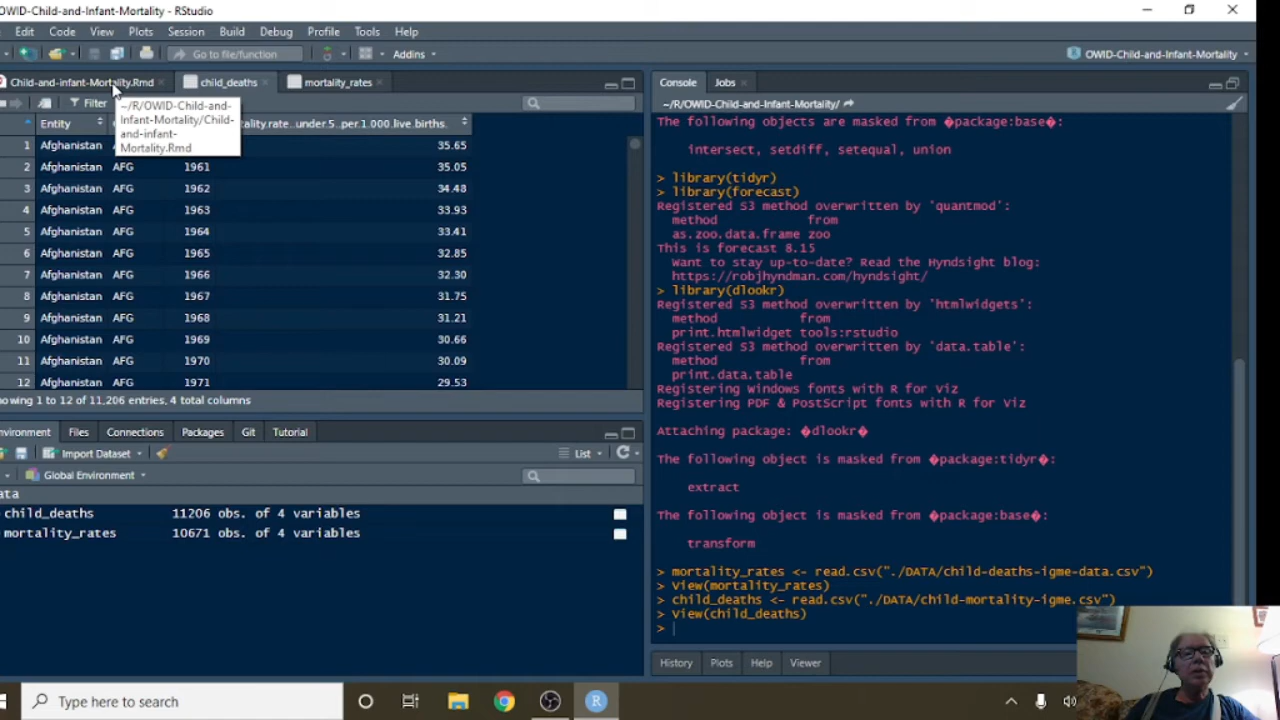 OWID-Child-and-Infant-Mortality - RStudio
Edit Code View Plots Session Build Debug Profile Tools Help
Go to file/function Addins OWID-Child-and-Infant-Mortality
Child-and-infant-Mortality.Rmd child_deaths mortality_rates
Filter
~/R/OWID-Child-and-
Infant-Mortality/Child-
and-infant-
Mortality.Rmd
Entity tality.rate..under.5..per.1.000.live.births.
1 Afghanistan 35.65
2 Afghanistan AFG 1961 35.05
3 Afghanistan AFG 1962 34.48
4 Afghanistan AFG 1963 33.93
5 Afghanistan AFG 1964 33.41
6 Afghanistan AFG 1965 32.85
7 Afghanistan AFG 1966 32.30
8 Afghanistan AFG 1967 31.75
9 Afghanistan AFG 1968 31.21
10 Afghanistan AFG 1969 30.66
11 Afghanistan AFG 1970 30.09
12 Afghanistan AFG 1971 29.53
owing 1 to 12 of 11,206 entries, 4 total columns
nvironment Files Connections Packages Git Tutorial
Import Dataset List
Global Environment
ata
child_deaths 11206 obs. of 4 variables
mortality_rates 10671 obs. of 4 variables
Console Jobs
~/R/OWID-Child-and-Infant-Mortality/
The following objects are masked from �package:base�:
intersect, setdiff, setequal, union
> library(tidyr)
> library(forecast)
Registered S3 method overwritten by 'quantmod':
method from
as.zoo.data.frame zoo
This is forecast 8.15
Want to stay up-to-date? Read the Hyndsight blog:
https://robjhyndman.com/hyndsight/
> library(dlookr)
Registered S3 method overwritten by 'htmlwidgets':
method from
print.htmlwidget tools:rstudio
Registered S3 method overwritten by 'data.table':
method from
print.data.table
Registering Windows fonts with R for Viz
Registering PDF & PostScript fonts with R for Viz
Attaching package: �dlookr�
The following object is masked from �package:tidyr�:
extract
The following object is masked from �package:base�:
transform
> mortality_rates <- read.csv("./DATA/child-deaths-igme-data.csv")
> View(mortality_rates)
> child_deaths <- read.csv("./DATA/child-mortality-igme.csv")
> View(child_deaths)
>
History Plots Help Viewer
Type here to search